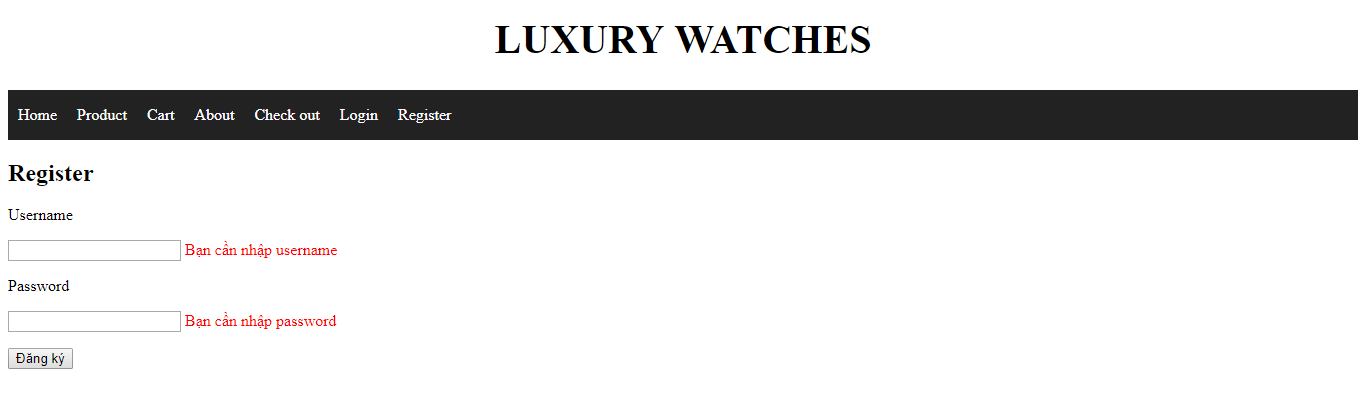 LUXURY WATCHES
Home Product Cart About Check out Login Register
Register
Username
Bạn cần nhập username
Password
Bạn cần nhập password
Đăng ký